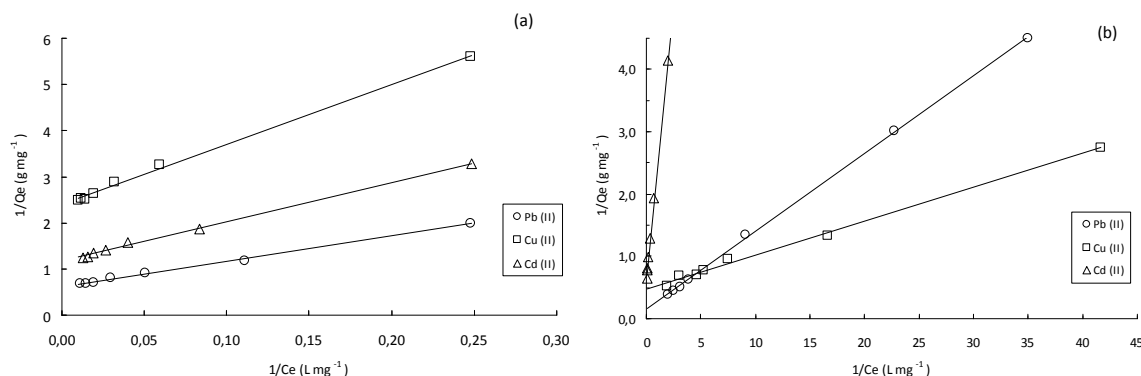 (a)
6
5
4
3
2
1
0
1/Qe (g mg⁻¹)
0,00 0,05 0,10 0,15 0,20 0,25 0,30
1/Ce (L mg⁻¹)
Pb (II)
Cu (II)
Cd (II)
(b)
4,0
3,0
2,0
1,0
0,0
1/Qe (g mg⁻¹)
0 5 10 15 20 25 30 35 40 45
1/Ce (L mg⁻¹)
Pb (II)
Cu (II)
Cd (II)